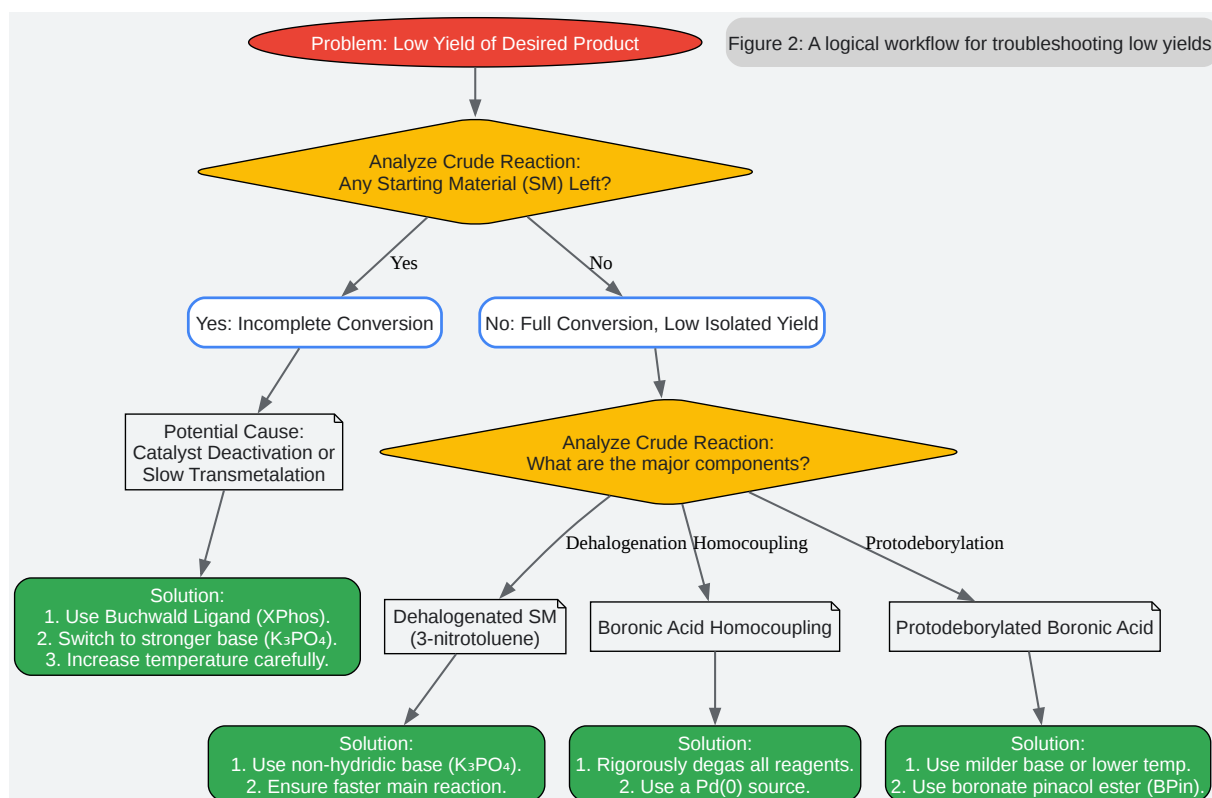 Problem: Low Yield of Desired Product
Figure 2: A logical workflow for troubleshooting low yields
Analyze Crude Reaction:
Any Starting Material (SM) Left?
Yes
No
Yes: Incomplete Conversion
No: Full Conversion, Low Isolated Yield
Potential Cause:
Catalyst Deactivation or
Slow Transmetalation
Analyze Crude Reaction:
What are the major components?
Dehalogenation
Homocoupling
Protodeborylation
Solution:
1. Use Buchwald Ligand (XPhos).
2. Switch to stronger base (K₃PO₄).
3. Increase temperature carefully.
Dehalogenated SM
(3-nitrotoluene)
Boronic Acid Homocoupling
Protodeborylated Boronic Acid
Solution:
1. Use non-hydridic base (K₃PO₄).
2. Ensure faster main reaction.
Solution:
1. Rigorously degas all reagents.
2. Use a Pd(0) source.
Solution:
1. Use milder base or lower temp.
2. Use boronate pinacol ester (BPin).